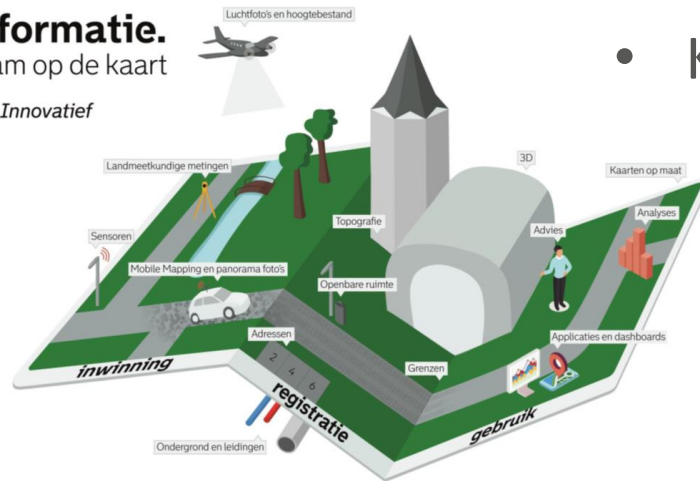 formatie.
am op de kaart
Innovatief
Luchtfoto's en hoogtebestand
• K
Landmeetkundige metingen
3D
Kaarten op maat
Sensoren
Topografie
Advies
Analyses
Mobile Mapping en panorama foto's
Openbare ruimte
Adressen
2 4 6
Grenzen
Applicaties en dashboards
inwinning
registratie
gebruik
Ondergrond en leidingen